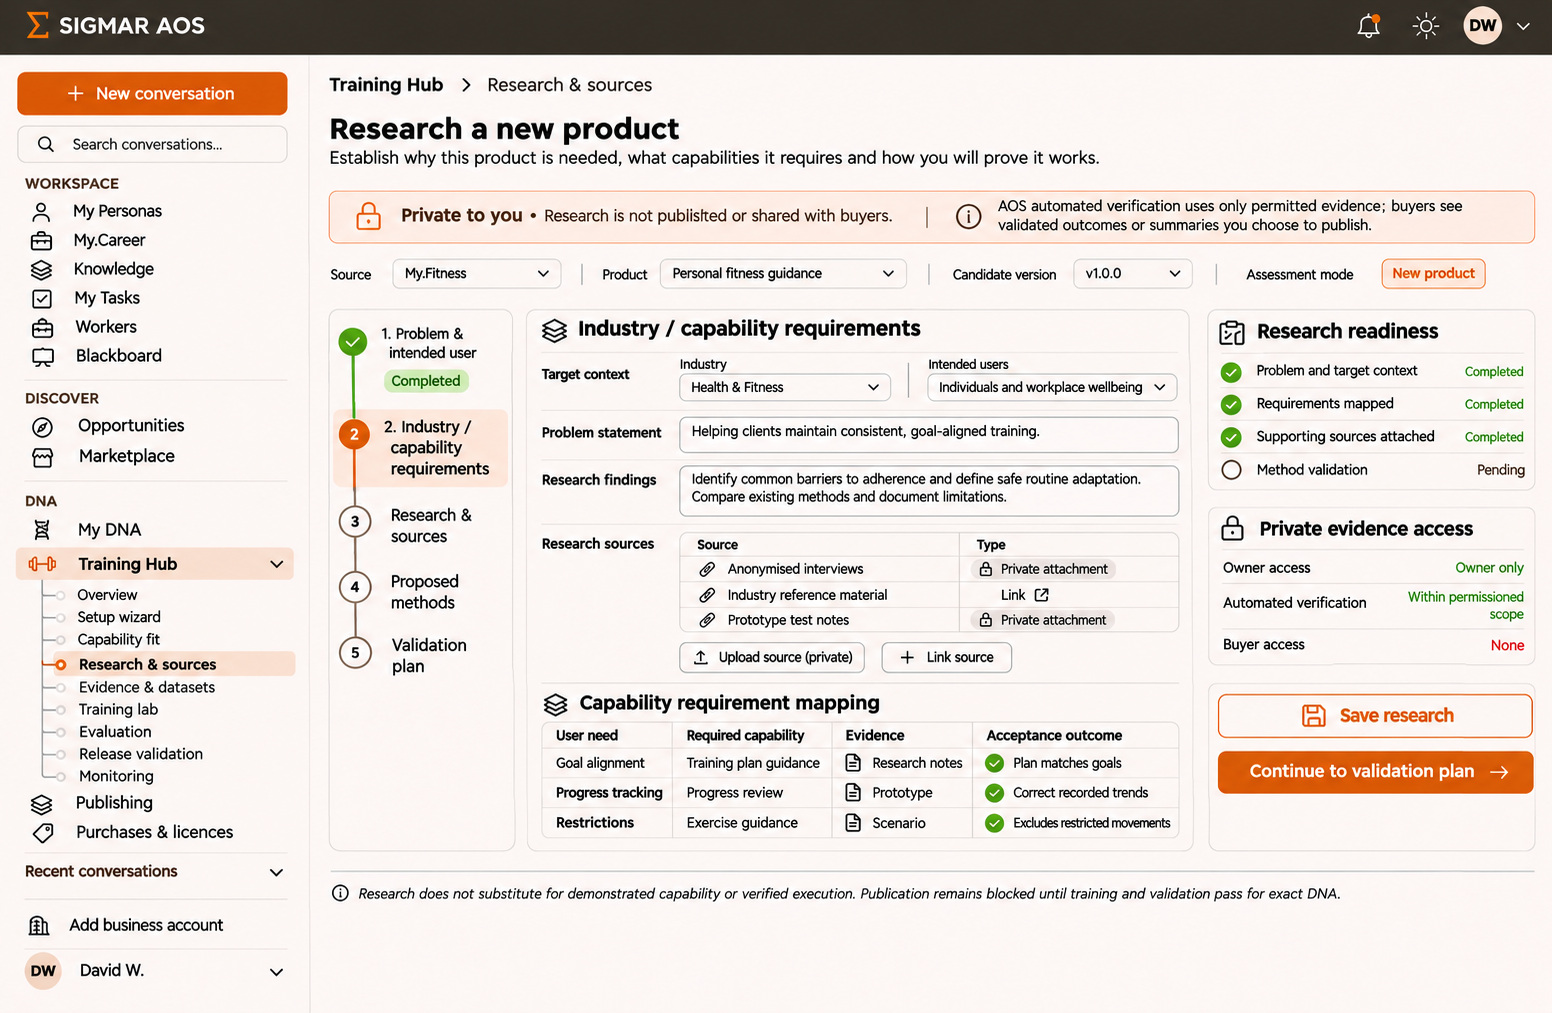 SIGMAR AOS
DW
New conversation
Search conversations...
WORKSPACE
My Personas
My.Career
Knowledge
My Tasks
Workers
Blackboard
DISCOVER
Opportunities
Marketplace
DNA
My DNA
Training Hub
Overview
Setup wizard
Capability fit
Research & sources
Evidence & datasets
Training lab
Evaluation
Release validation
Monitoring
Publishing
Purchases & licences
Recent conversations
Add business account
DW David W.
Training Hub > Research & sources
Research a new product
Establish why this product is needed, what capabilities it requires and how you will prove it works.
Private to you • Research is not published or shared with buyers.
AOS automated verification uses only permitted evidence; buyers see
validated outcomes or summaries you choose to publish.
Source My.Fitness Product Personal fitness guidance Candidate version v1.0.0 Assessment mode New product
1. Problem &
intended user
Completed
2 2. Industry /
capability
requirements
3 Research &
sources
4 Proposed
methods
5 Validation
plan
Industry / capability requirements
Target context
Industry
Health & Fitness
Intended users
Individuals and workplace wellbeing
Problem statement
Helping clients maintain consistent, goal-aligned training.
Research findings
Identify common barriers to adherence and define safe routine adaptation.
Compare existing methods and document limitations.
Research sources
Source Type
Anonymised interviews Private attachment
Industry reference material Link
Prototype test notes Private attachment
Upload source (private) + Link source
Capability requirement mapping
User need Required capability Evidence Acceptance outcome
Goal alignment Training plan guidance Research notes Plan matches goals
Progress tracking Progress review Prototype Correct recorded trends
Restrictions Exercise guidance Scenario Excludes restricted movements
Research readiness
Problem and target context Completed
Requirements mapped Completed
Supporting sources attached Completed
Method validation Pending
Private evidence access
Owner access Owner only
Automated verification Within permissioned
scope
Buyer access None
Save research
Continue to validation plan →
Research does not substitute for demonstrated capability or verified execution. Publication remains blocked until training and validation pass for exact DNA.